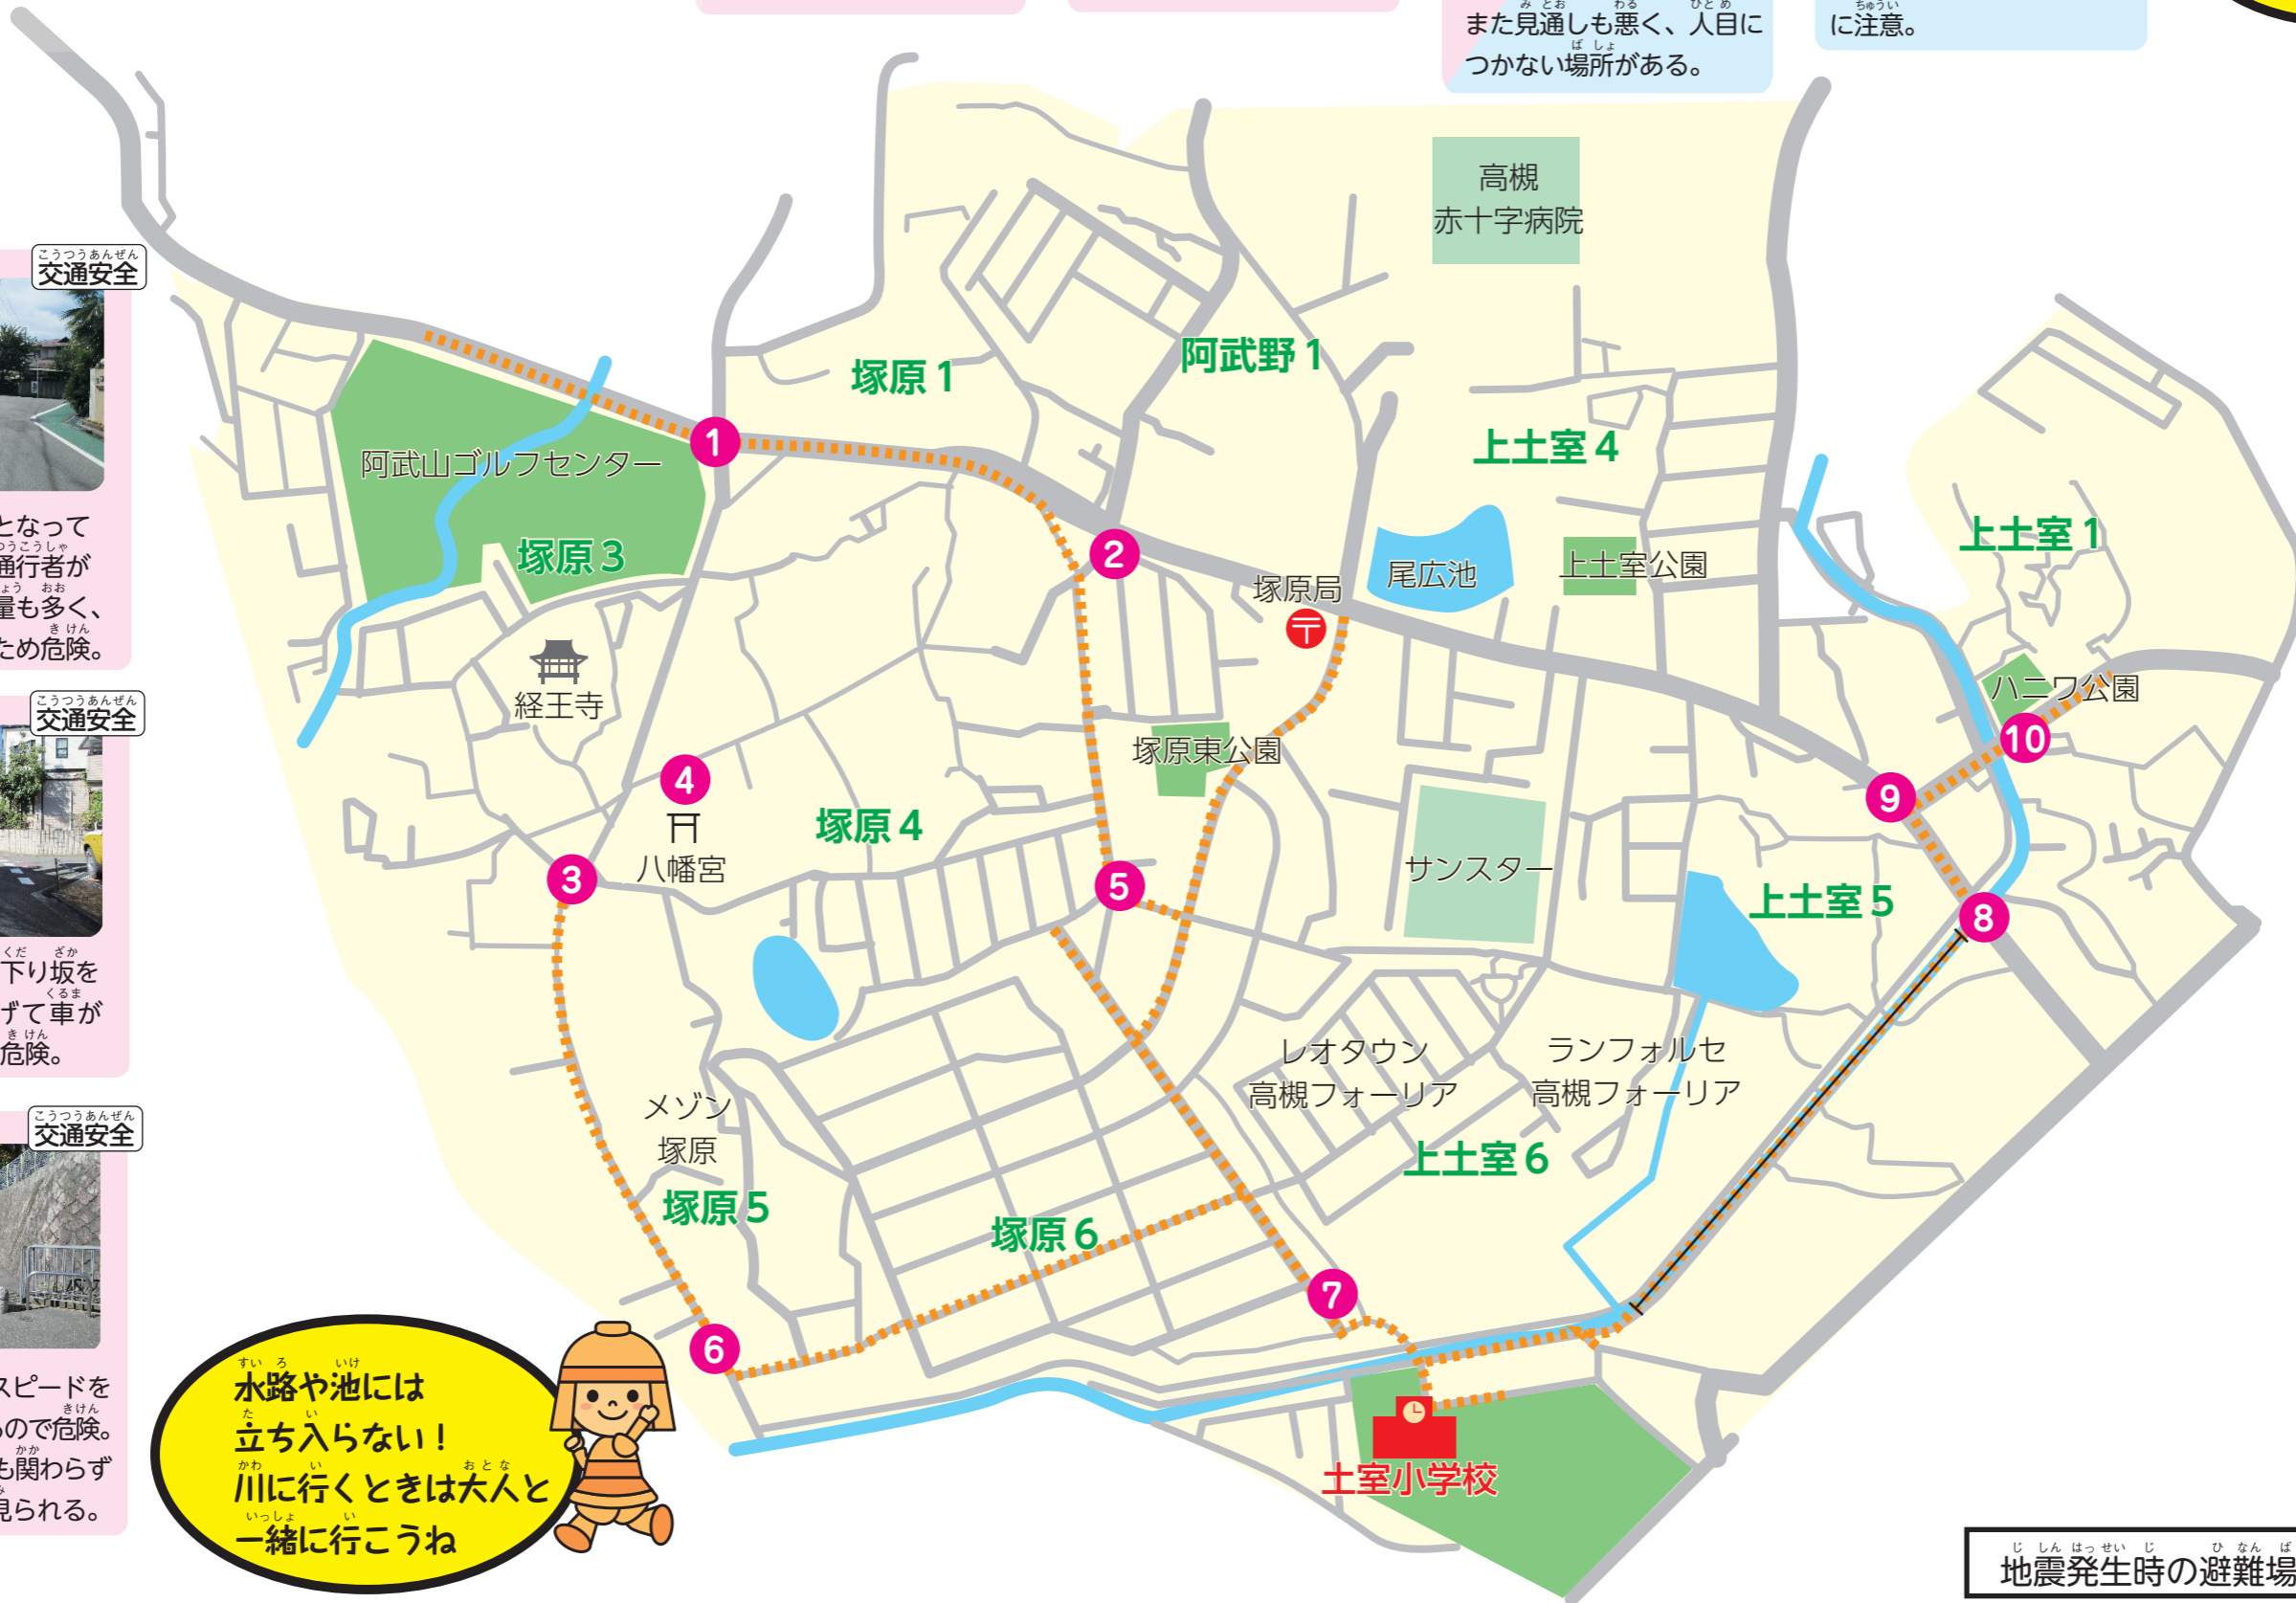 また見通しも悪く、人目に
つかない場所がある。
に注意。
交通安全
となって
通行者が
量も多く、
ため危険。
交通安全
下り坂を
げて車が
危険。
交通安全
スピードを
ので危険。
も関わらず
見られる。
高槻
赤十字病院
塚原1
阿武野1
上土室4
阿武山ゴルフセンター
塚原3
1
2
塚原局
尾広池
上土室公園
上土室1
経王寺
ハニワ公園
10
塚原東公園
4
八幡宮
塚原4
9
サンスター
3
5
上土室5
8
メゾン
塚原
レオタウン
高槻フォーリア
ランフォルセ
高槻フォーリア
上土室6
塚原5
塚原6
7
6
土室小学校
水路や池には
立ち入らない!
川に行くときは大人と
一緒に行こうね
地震発生時の避難場